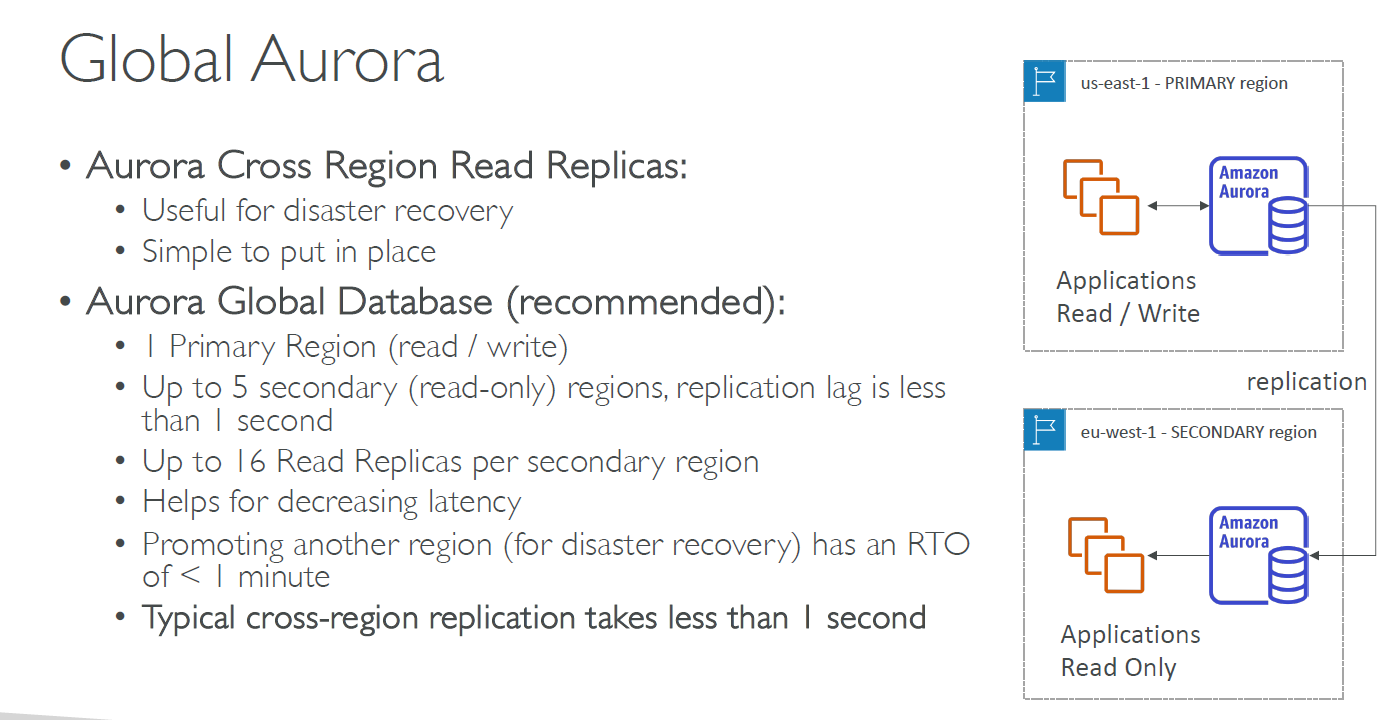 Global Aurora
• Aurora Cross Region Read Replicas:
• Useful for disaster recovery
• Simple to put in place
• Aurora Global Database (recommended):
• 1 Primary Region (read / write)
• Up to 5 secondary (read-only) regions, replication lag is less
than 1 second
• Up to 16 Read Replicas per secondary region
• Helps for decreasing latency
• Promoting another region (for disaster recovery) has an RTO
of < 1 minute
• Typical cross-region replication takes less than 1 second
us-east-1 - PRIMARY region
Amazon
Aurora
Applications
Read / Write
replication
eu-west-1 - SECONDARY region
Amazon
Aurora
Applications
Read Only